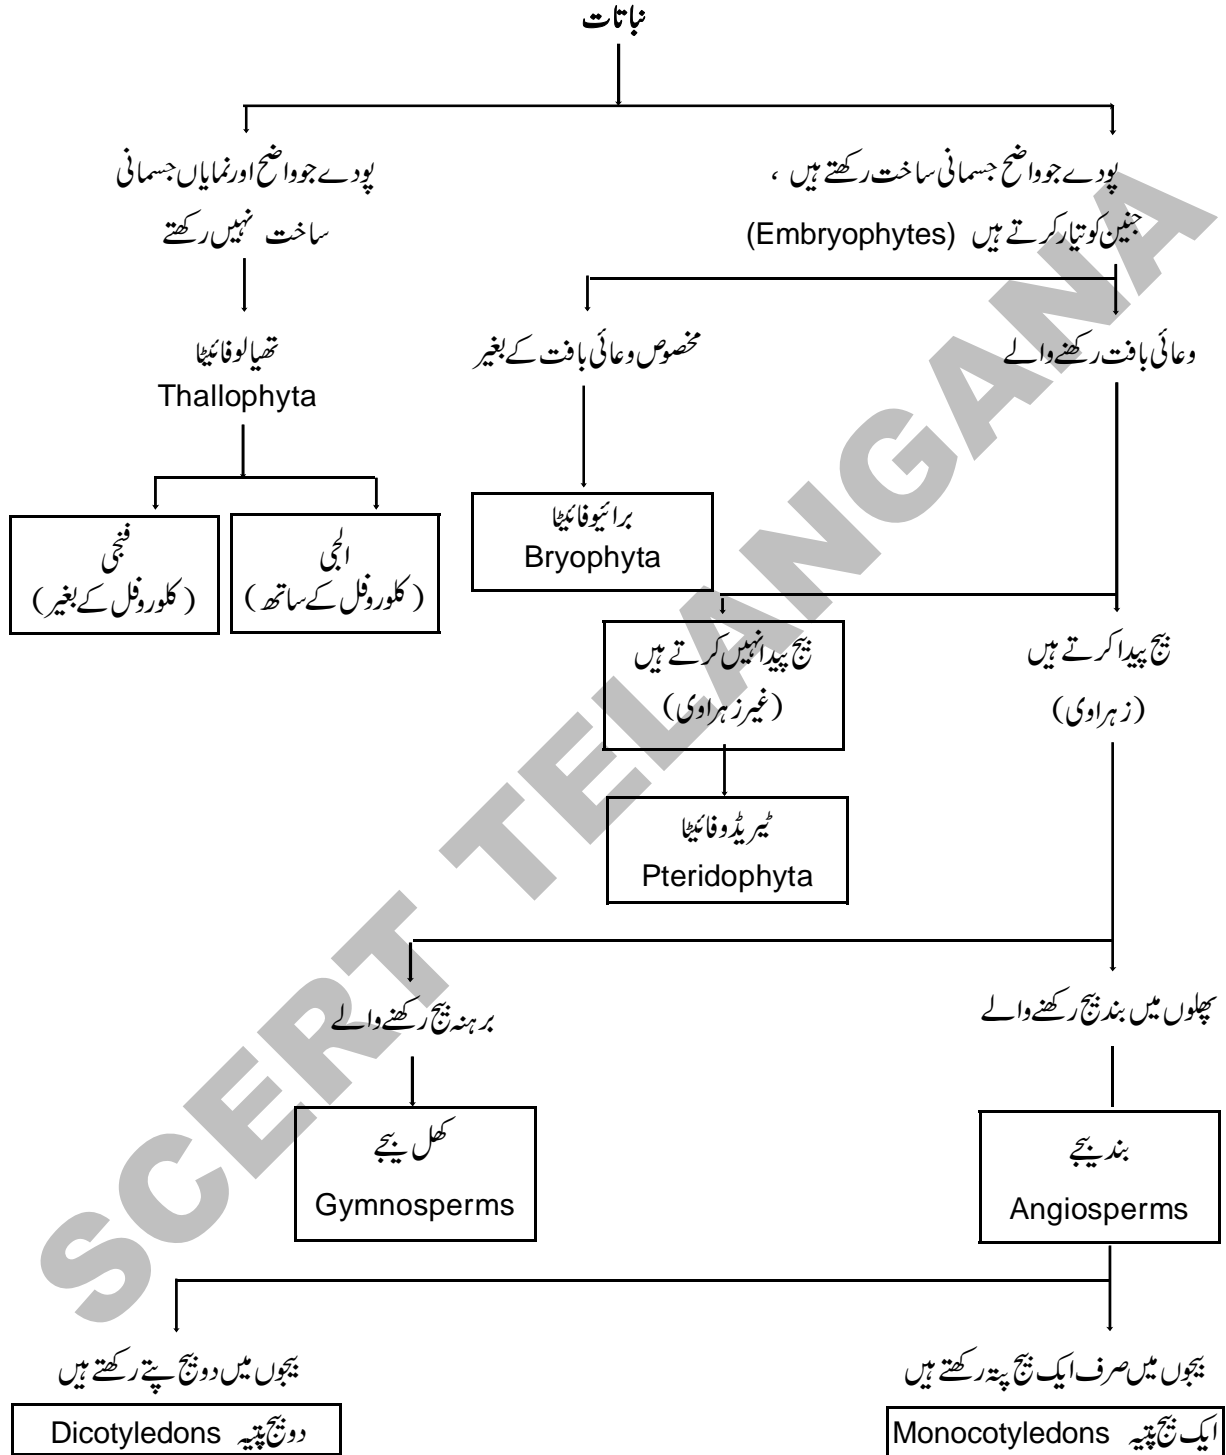 نباتات
پودے جو واضح جسمانی ساخت رکھتے ہیں ،
جنین کو تیار کرتے ہیں (Embryophytes)
پودے جو واضح اور نمایاں جسمانی
ساخت نہیں رکھتے
وعائی بافت رکھنے والے
مخصوص وعائی بافت کے بغیر
تھیالوفائیٹا
Thallophyta
برائیوفائیٹا
Bryophyta
الجی
( کلوروفل کے ساتھ )
فنجی
( کلوروفل کے بغیر )
بیج پیدا کرتے ہیں
(زہراوی)
بیج پیدا نہیں کرتے ہیں
(غیر زہراوی)
ٹیریڈوفائیٹا
Pteridophyta
پھلوں میں بند بیج رکھنے والے
برہنہ بیج رکھنے والے
بند بیجے
Angiosperms
کھل بیجے
Gymnosperms
بیجوں میں صرف ایک بیج پتہ رکھتے ہیں
ایک بیج پتیہ Monocotyledons
بیجوں میں دو بیج پتے رکھتے ہیں
دو بیج پتیہ Dicotyledons
SCERT TELANGANA